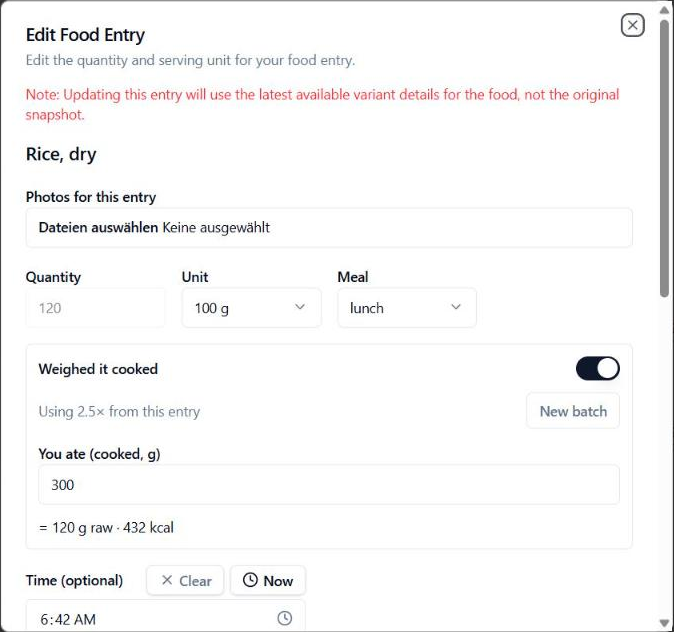 Edit Food Entry
Edit the quantity and serving unit for your food entry.
Note: Updating this entry will use the latest available variant details for the food, not the original
snapshot.
Rice, dry
Photos for this entry
Dateien auswählen Keine ausgewählt
Quantity Unit Meal
120 100 g lunch
Weighed it cooked
Using 2.5× from this entry New batch
You ate (cooked, g)
300
= 120 g raw · 432 kcal
Time (optional) Clear Now
6:42 AM